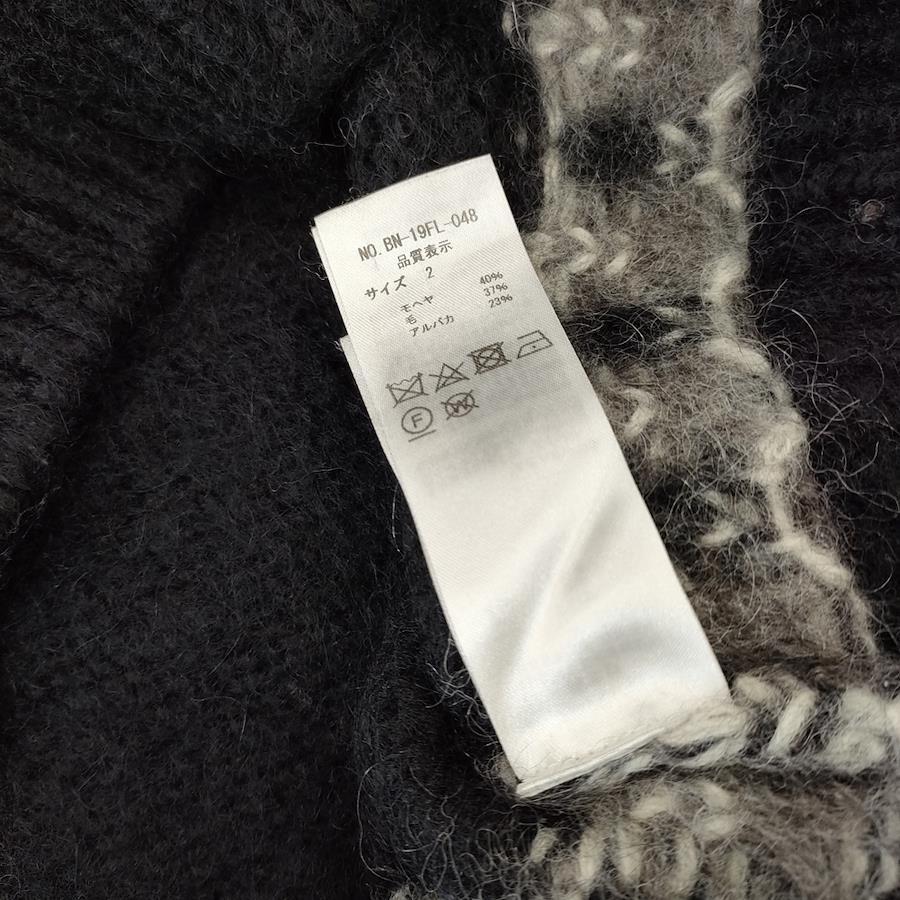 NO. BN-19FL-048
品質表示
サイズ 2
モヘヤ 40%
毛 37%
アルパカ 23%
F W